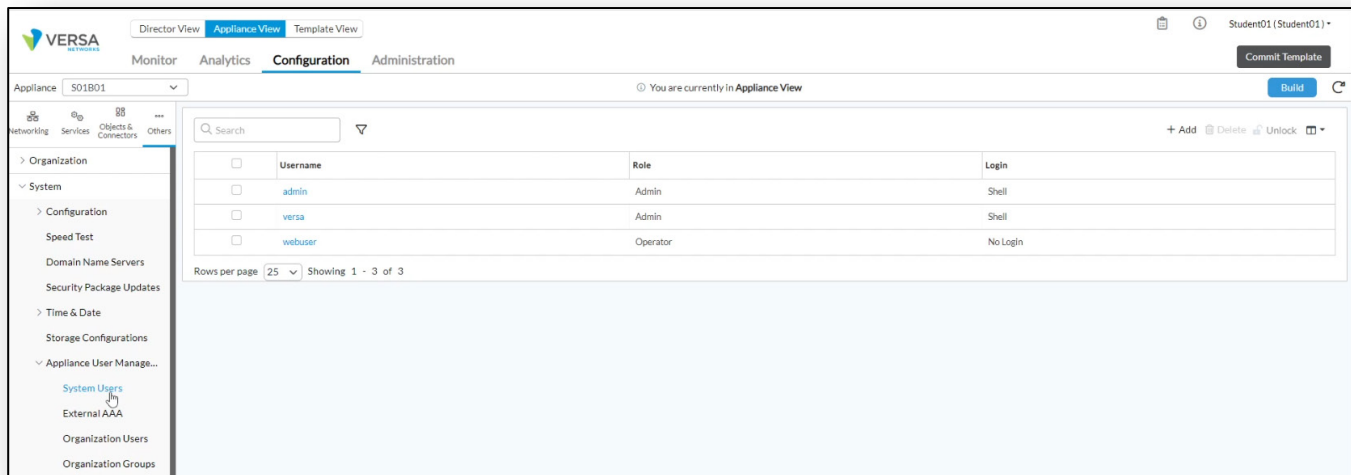 VERSA
NETWORKS
Director View Appliance View Template View
Student01 (Student01)
Monitor Analytics Configuration Administration
Commit Template
Appliance S01B01
You are currently in Appliance View
Build
Networking Services Objects & Connectors Others
Search
+ Add Delete Unlock
Organization
System
Configuration
Speed Test
Domain Name Servers
Security Package Updates
Time & Date
Storage Configurations
Appliance User Manage...
System Users
External AAA
Organization Users
Organization Groups
Username Role Login
admin Admin Shell
versa Admin Shell
webuser Operator No Login
Rows per page 25 Showing 1 - 3 of 3